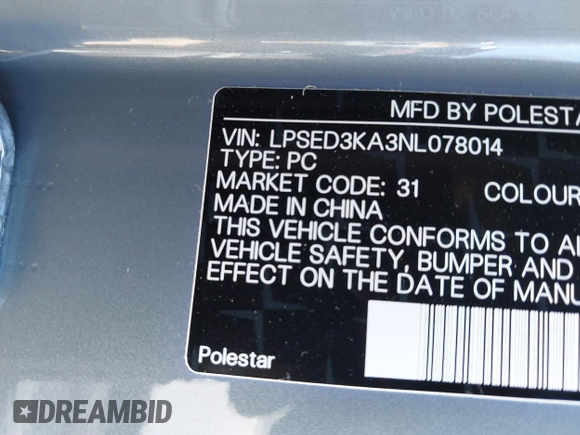 MFD BY POLESTA
VIN: LPSED3KA3NL078014
TYPE: PC
MARKET CODE: 31 COLOUR
MADE IN CHINA
THIS VEHICLE CONFORMS TO Al
VEHICLE SAFETY, BUMPER AND
EFFECT ON THE DATE OF MANU
Polestar
DREAMBID